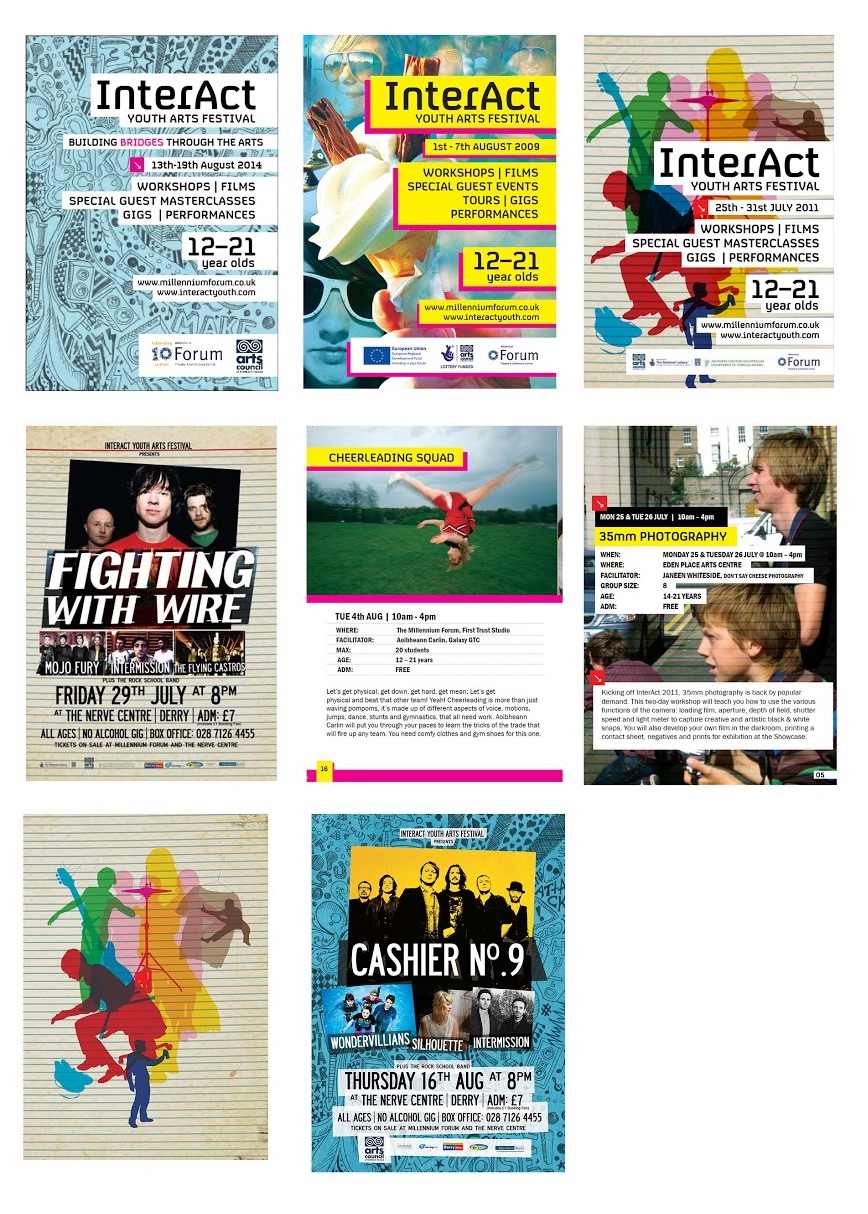 InterAct
YOUTH ARTS FESTIVAL
BUILDING BRIDGES THROUGH THE ARTS
13th-19th August 2014
WORKSHOPS | FILMS
SPECIAL GUEST MASTERCLASSES
GIGS | PERFORMANCES
12–21
year olds
www.millenniumforum.co.uk
www.interactyouth.com
MAKE
10 Forum
arts
council
InterAct
YOUTH ARTS FESTIVAL
1st - 7th AUGUST 2009
WORKSHOPS | FILMS
SPECIAL GUEST EVENTS
TOURS | GIGS
PERFORMANCES
12–21
year olds
www.millenniumforum.co.uk
www.interactyouth.com
European Union
European Regional
Development Fund
Investing in your future
LOTTERY FUNDED
arts
council
Forum
InterAct
YOUTH ARTS FESTIVAL
25th - 31st JULY 2011
WORKSHOPS | FILMS
SPECIAL GUEST MASTERCLASSES
GIGS | PERFORMANCES
12–21
year olds
www.millenniumforum.co.uk
www.interactyouth.com
Forum
INTERACT YOUTH ARTS FESTIVAL
PRESENTS
FIGHTING
WITH WIRE
MOJO FURY INTERMISSION THE FLYING CASTROS
PLUS THE ROCK SCHOOL BAND
FRIDAY 29TH JULY AT 8PM
AT THE NERVE CENTRE | DERRY | ADM: £7
(Includes £1 Booking Fee)
ALL AGES | NO ALCOHOL GIG | BOX OFFICE: 028 7126 4455
TICKETS ON SALE AT MILLENNIUM FORUM AND THE NERVE CENTRE
CHEERLEADING SQUAD
TUE 4th AUG | 10am - 4pm
WHERE: The Millennium Forum, First Trust Studio
FACILITATOR: Aoibheann Carlin, Galaxy GTC
MAX: 20 students
AGE: 12 – 21 years
ADM: FREE
Let's get physical, get down, get hard, get mean; Let's get
physical and beat that other team! Yeah! Cheerleading is more than just
waving pompoms, it's made up of different aspects of voice, motions,
jumps, dance, stunts and gymnastics, that all need work. Aoibheann
Carlin will put you through your paces to learn the tricks of the trade that
will fire up any team. You need comfy clothes and gym shoes for this one.
16
MON 25 & TUE 26 JULY | 10am – 4pm
35mm PHOTOGRAPHY
WHEN: MONDAY 25 & TUESDAY 26 JULY @ 10am – 4pm
WHERE: EDEN PLACE ARTS CENTRE
FACILITATOR: JANEEN WHITESIDE, DON'T SAY CHEESE PHOTOGRAPHY
GROUP SIZE: 8
AGE: 14-21 YEARS
ADM: FREE
Kicking off InterAct 2011, 35mm photography is back by popular
demand. This two-day workshop will teach you how to use the various
functions of the camera: loading film, aperture, depth of field, shutter
speed and light meter to capture creative and artistic black & white
snaps. You will also develop your own film in the darkroom, printing a
contact sheet, negatives and prints for exhibition at the Showcase.
05
INTERACT YOUTH ARTS FESTIVAL
PRESENTS
CASHIER Nº.9
WONDERVILLIANS SILHOUETTE INTERMISSION
PLUS THE ROCK SCHOOL BAND
THURSDAY 16TH AUG AT 8PM
AT THE NERVE CENTRE | DERRY | ADM: £7
(Includes £1 Booking Fee)
ALL AGES | NO ALCOHOL GIG | BOX OFFICE: 028 7126 4455
TICKETS ON SALE AT MILLENNIUM FORUM AND THE NERVE CENTRE
arts
council